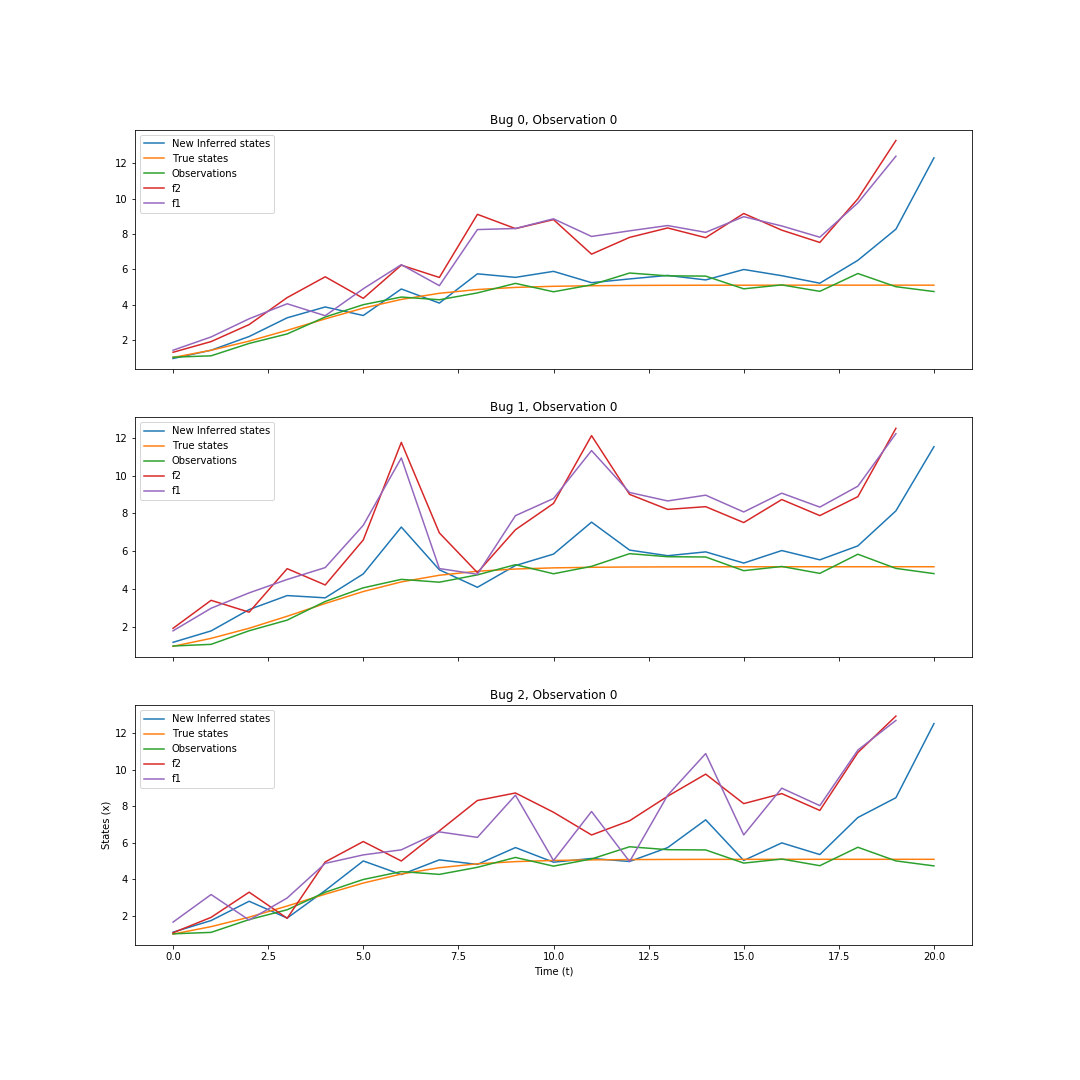 Bug 0, Observation 0
New Inferred states
True states
Observations
f2
f1
12
10
8
6
4
2
Bug 1, Observation 0
New Inferred states
True states
Observations
f2
f1
12
10
8
6
4
2
Bug 2, Observation 0
New Inferred states
True states
Observations
f2
f1
12
10
8
6
4
2
States (x)
0.0 2.5 5.0 7.5 10.0 12.5 15.0 17.5 20.0
Time (t)